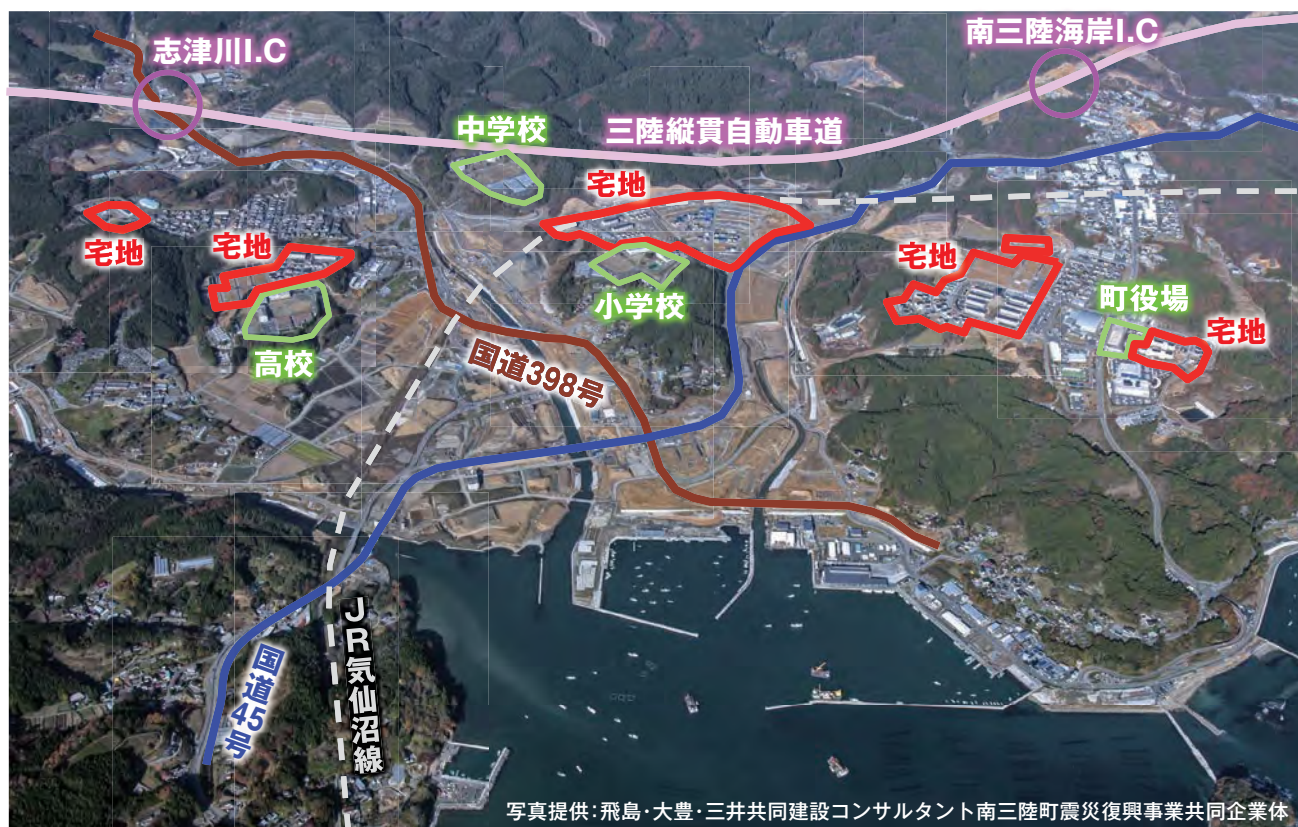 志津川I.C
南三陸海岸I.C
中学校
三陸縦貫自動車道
宅地
宅地
宅地
宅地
小学校
町役場
宅地
高校
国道398号
JR気仙沼線
国道45号
写真提供:飛島・大豊・三井共同建設コンサルタント南三陸町震災復興事業共同企業体